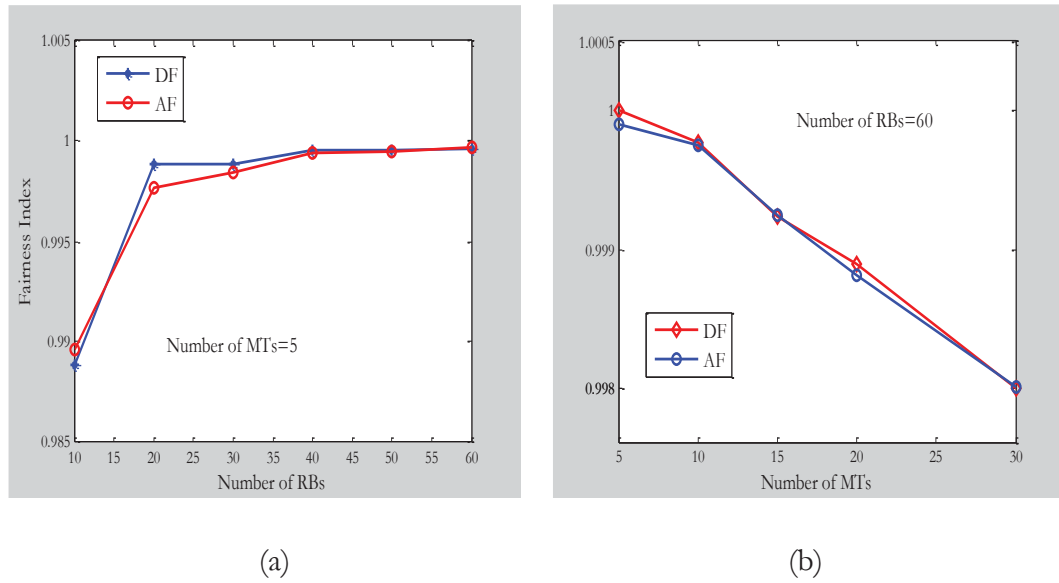 1.005
1
0.995
0.99
0.985
Fairness Index
DF
AF
Number of MTs=5
10 15 20 25 30 35 40 45 50 55 60
Number of RBs
(a)
1.0005
1
0.999
0.998
Number of RBs=60
DF
AF
5 10 15 20 25 30
Number of MTs
(b)